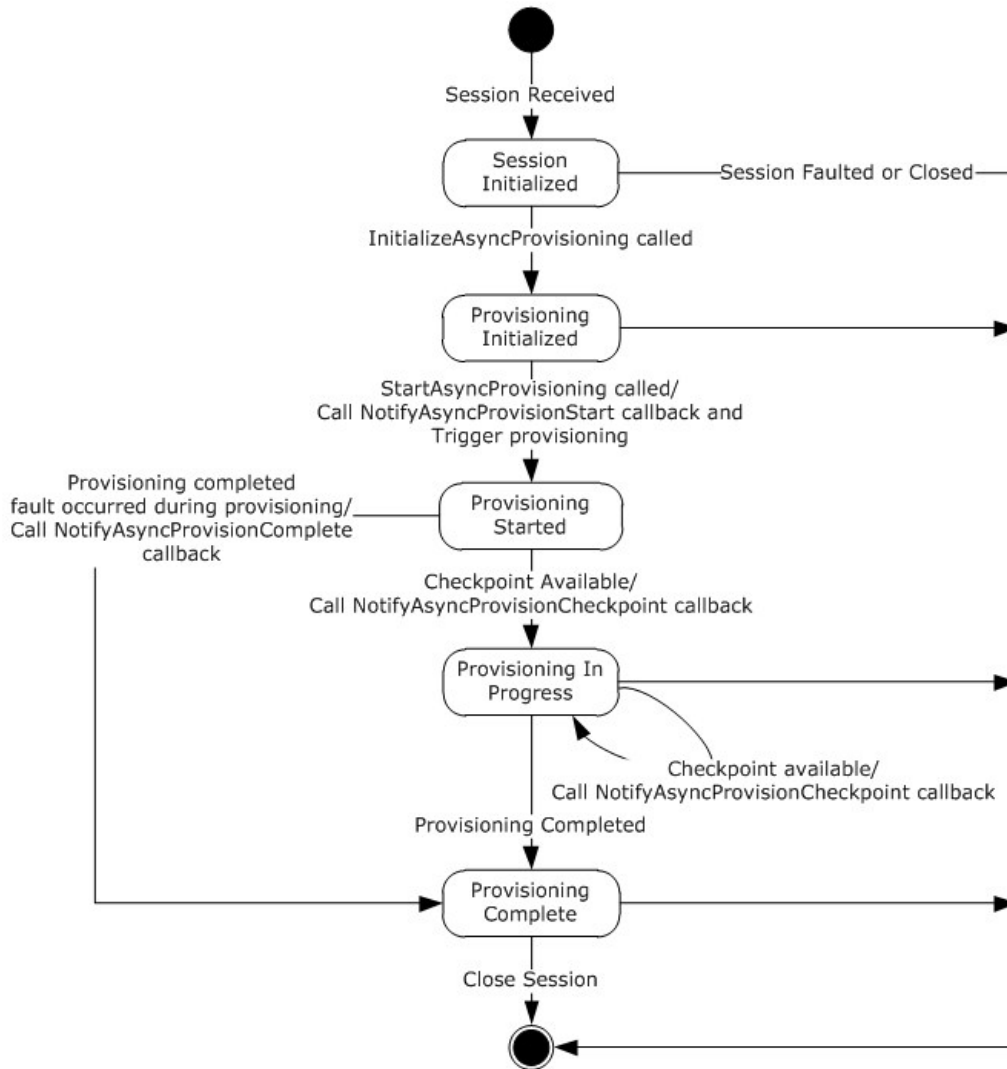 Session Received
Session
Initialized
Session Faulted or Closed
InitializeAsyncProvisioning called
Provisioning
Initialized
StartAsyncProvisioning called/
Call NotifyAsyncProvisionStart callback and
Trigger provisioning
Provisioning completed
fault occurred during provisioning/
Call NotifyAsyncProvisionComplete
callback
Provisioning
Started
Checkpoint Available/
Call NotifyAsyncProvisionCheckpoint callback
Provisioning In
Progress
Checkpoint available/
Call NotifyAsyncProvisionCheckpoint callback
Provisioning Completed
Provisioning
Complete
Close Session